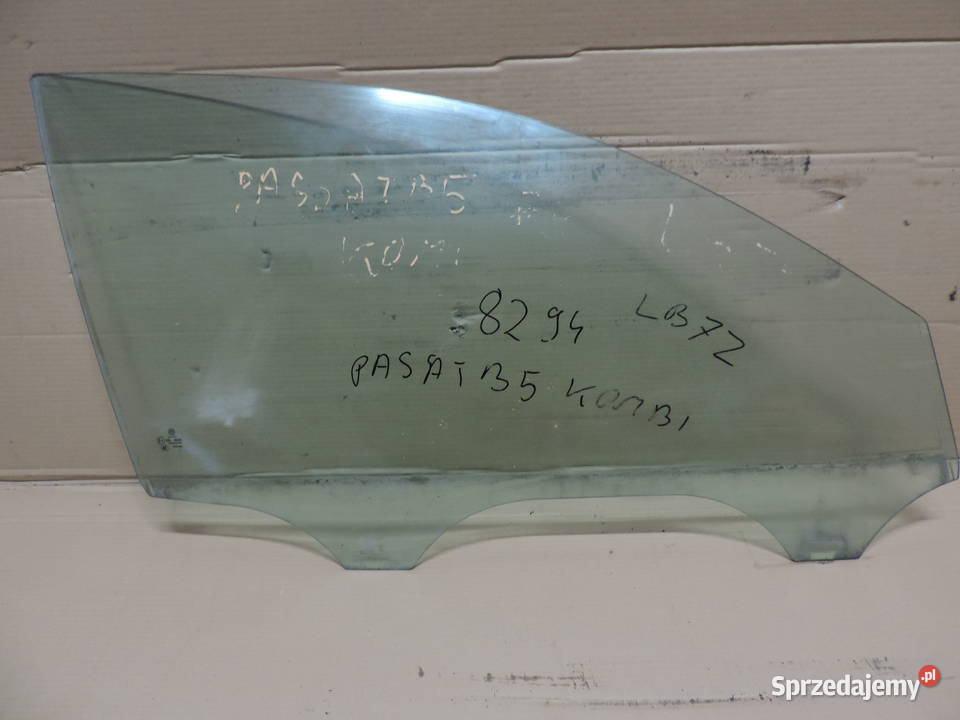 PASSAT B5
KOMBI
8294 LB7Z
PASAT B5 KOMBI
Sprzedajemy.pl